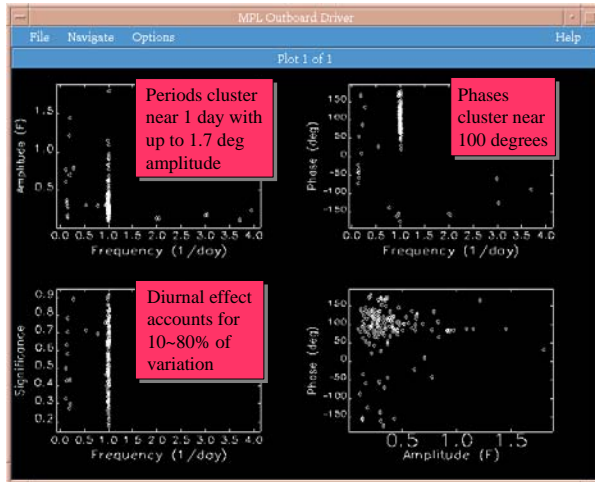 MPL Outboard Driver
File Navigate Options Help
Plot 1 of 1
Periods cluster
near 1 day with
up to 1.7 deg
amplitude
Amplitude (F)
1.5
1.0
0.5
0.0 0.5 1.0 1.5 2.0 2.5 3.0 3.5 4.0
Frequency (1/day)
Phases
cluster near
100 degrees
Phase (deg)
150
100
50
0
-50
-100
-150
0.0 0.5 1.0 1.5 2.0 2.5 3.0 3.5 4.0
Frequency (1/day)
Diurnal effect
accounts for
10~80% of
variation
Significance
0.9
0.8
0.7
0.6
0.5
0.4
0.3
0.2
0.0 0.5 1.0 1.5 2.0 2.5 3.0 3.5 4.0
Frequency (1/day)
Phase (deg)
150
100
50
0
-50
-100
-150
0.5 1.0 1.5
Amplitude (F)